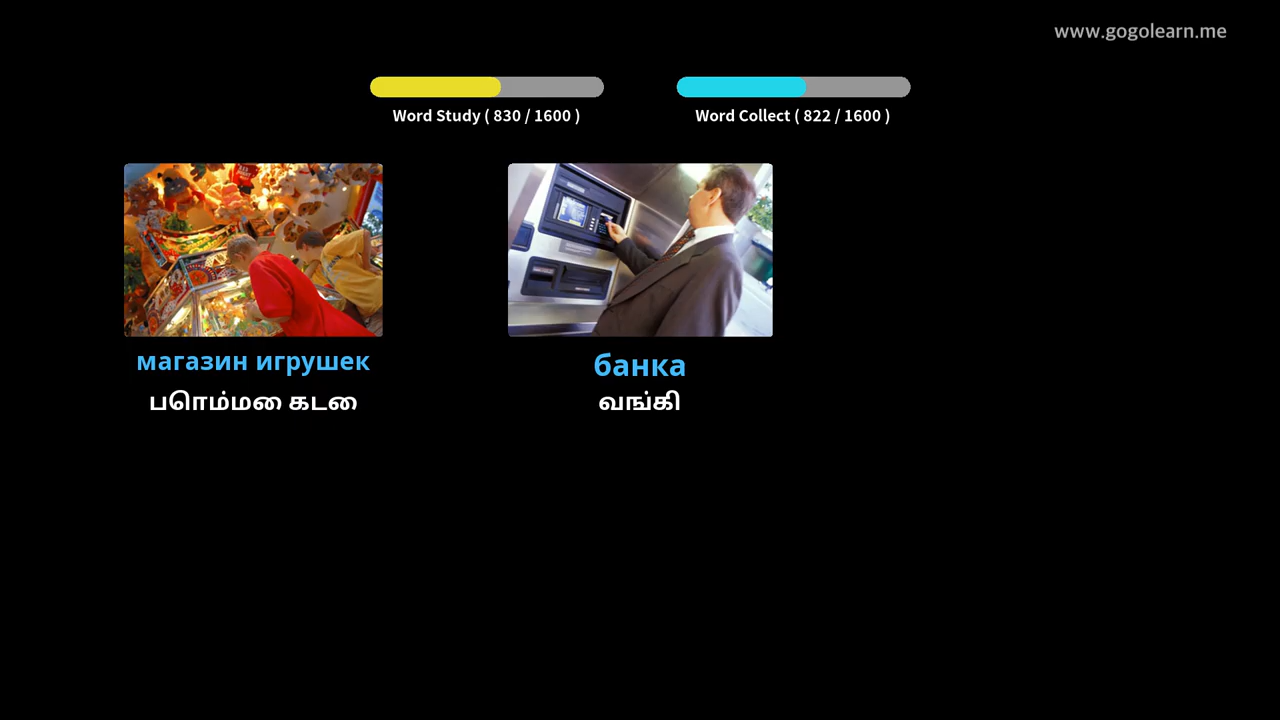 www.gogolearn.me
Word Study ( 830 / 1600 )
Word Collect ( 822 / 1600 )
магазин игрушек
பொம்மை கடை
банка
வங்கி